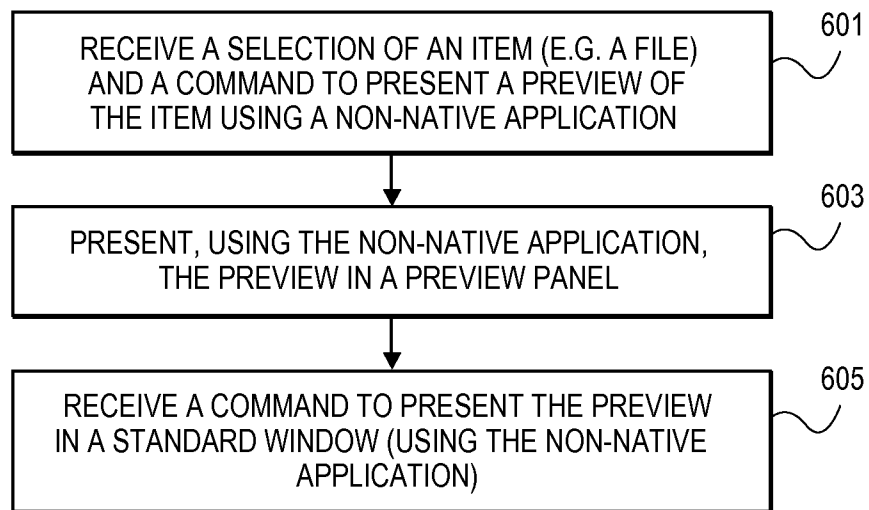 RECEIVE A SELECTION OF AN ITEM (E.G. A FILE)
AND A COMMAND TO PRESENT A PREVIEW OF
THE ITEM USING A NON-NATIVE APPLICATION
601
PRESENT, USING THE NON-NATIVE APPLICATION,
THE PREVIEW IN A PREVIEW PANEL
603
RECEIVE A COMMAND TO PRESENT THE PREVIEW
IN A STANDARD WINDOW (USING THE NON-NATIVE
APPLICATION)
605